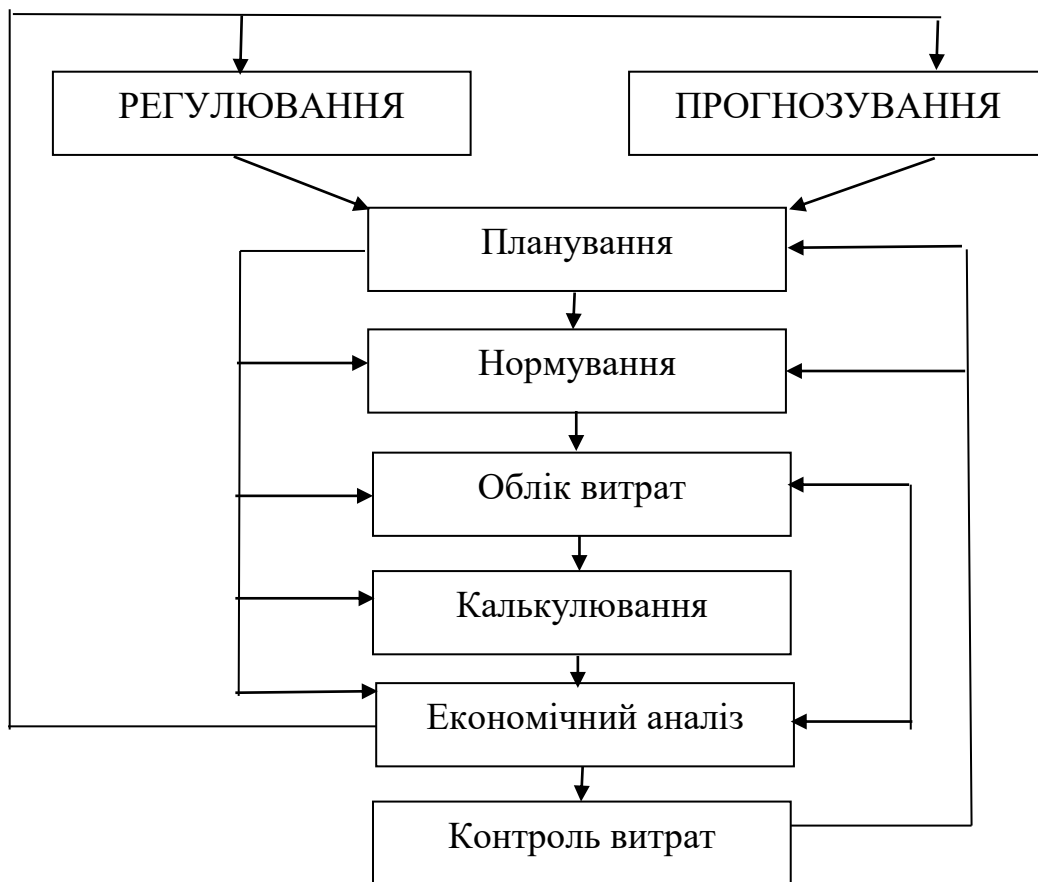 РЕГУЛЮВАННЯ
ПРОГНОЗУВАННЯ
Планування
Нормування
Облік витрат
Калькулювання
Економічний аналіз
Контроль витрат